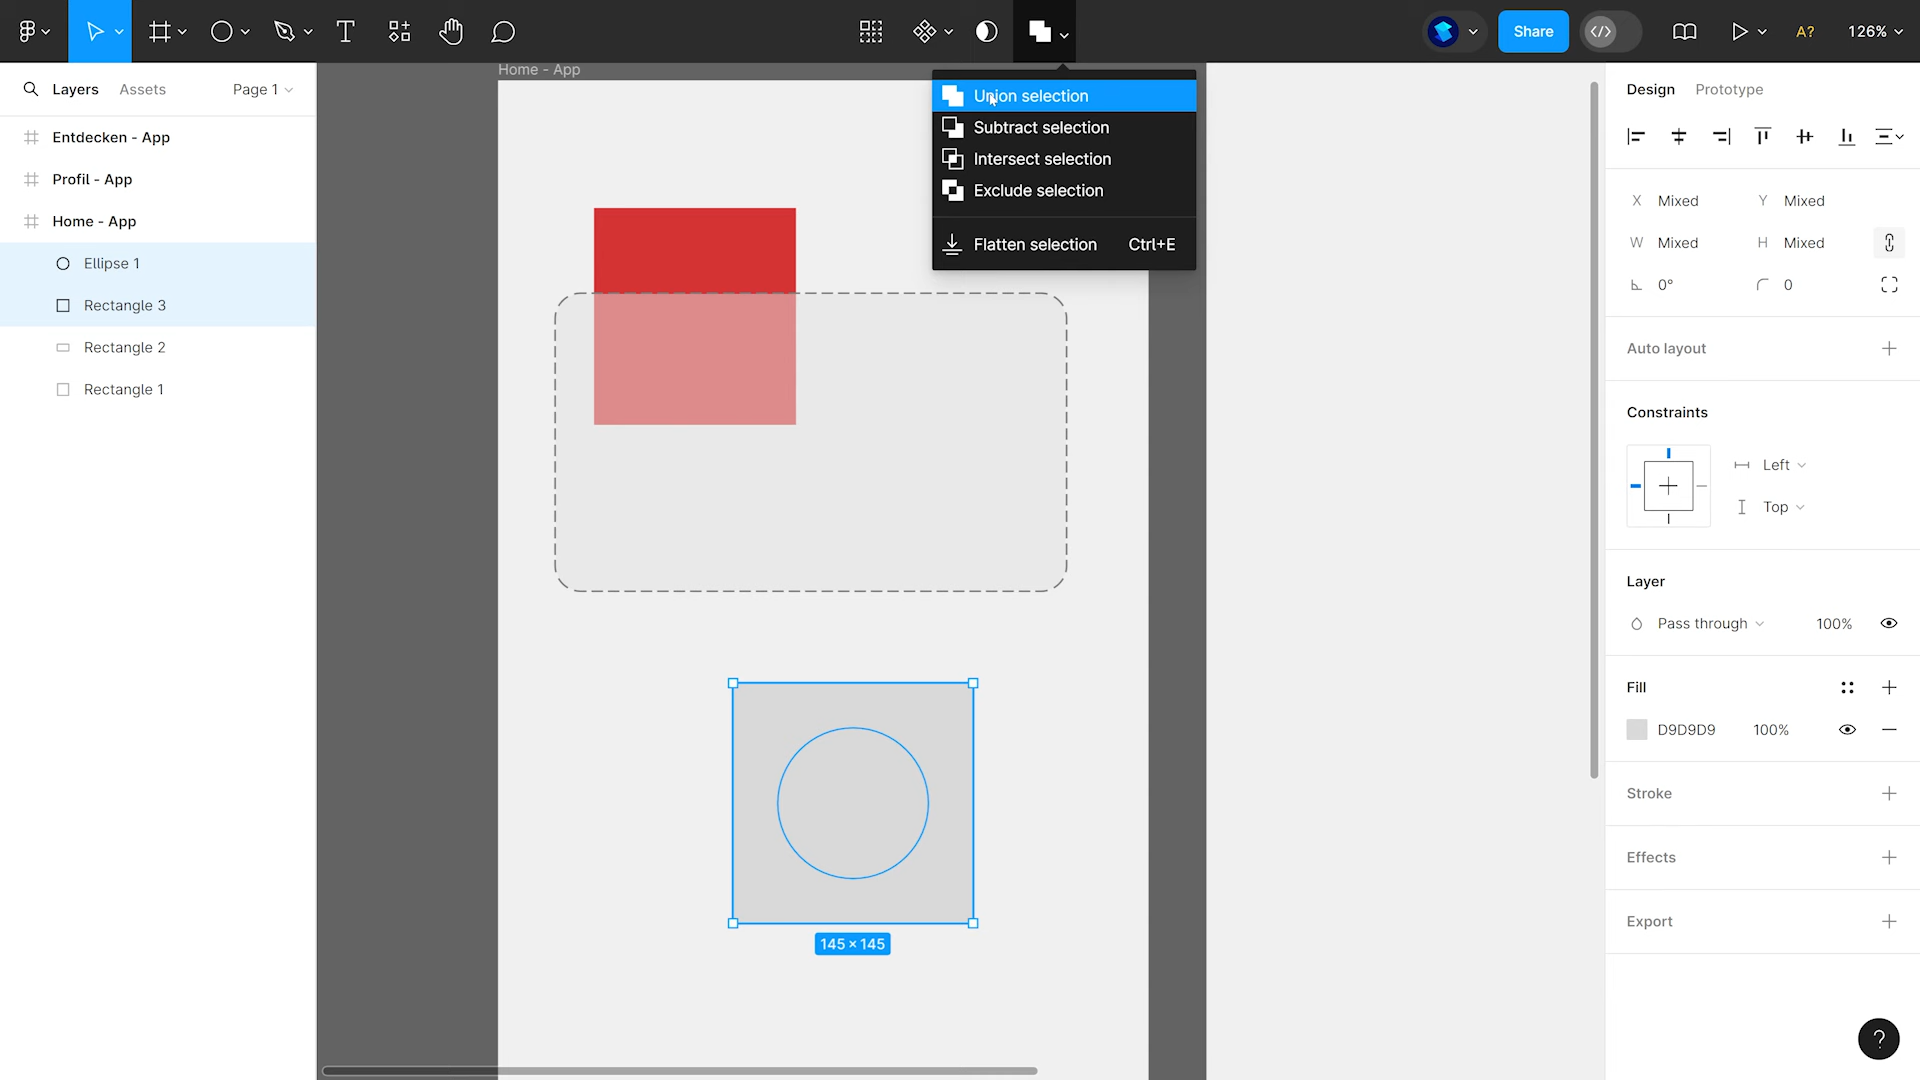 Share
A?
126%
Layers
Assets
Page 1
Entdecken - App
Profil - App
Home - App
Ellipse 1
Rectangle 3
Rectangle 2
Rectangle 1
Home - App
Union selection
Subtract selection
Intersect selection
Exclude selection
Flatten selection Ctrl+E
145 × 145
Design
Prototype
X Mixed Y Mixed
W Mixed H Mixed
0° 0
Auto layout
Constraints
Left
Top
Layer
Pass through 100%
Fill
D9D9D9 100%
Stroke
Effects
Export
?